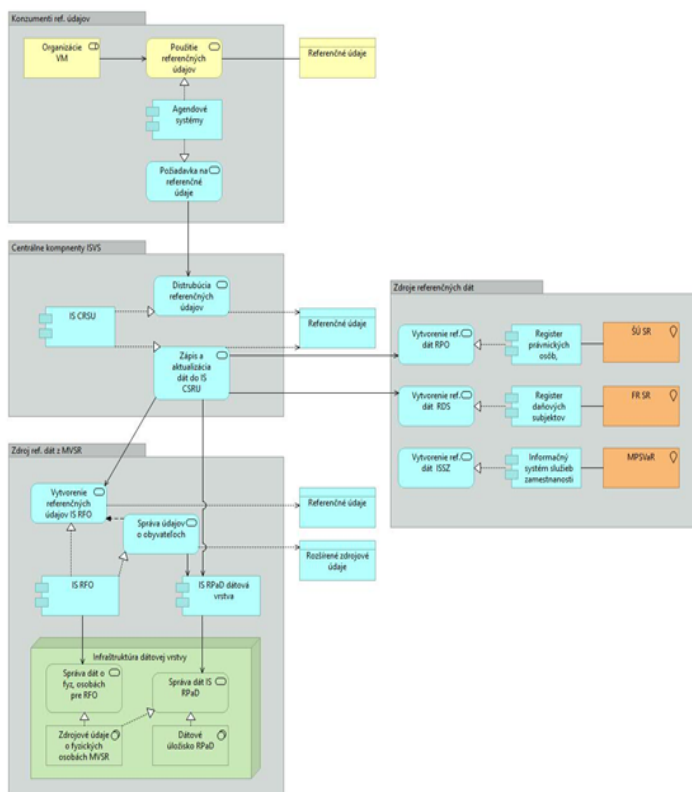 Konzumenti ref. údajov
Organizácie
VM
Použitie
referenčných
údajov
Referenčné údaje
Agendové
systémy
Požiadavka na
referenčné
údaje
Centrálne kompnenty ISVS
Distrubúcia
referenčných
údajov
IS CRSU
Referenčné údaje
Zápis a
aktualizácia
dát do IS
CSRU
Zdroje referenčných dát
Vytvorenie ref.
dát RPO
Register
právnických
osôb,
ŠÚ SR
Vytvorenie ref.
dát RDS
Register
daňových
subjektov
FR SR
Vytvorenie ref.
dát ISSZ
Informačný
systém služieb
zamestnanosti
MPSVaR
Zdroj ref. dát z MVSR
Vytvorenie
referenčných
údajov IS RFO
Referenčné údaje
Správa údajov
o obyvateľoch
Rozšírené zdrojové
údaje
IS RFO
IS RPaD dátová
vrstva
Infraštruktúra dátovej vrstvy
Správa dát o
fyz, osobách
pre RFO
Správa dát IS
RPaD
Zdrojové údaje
o fyzických
osobách MVSR
Dátové
úložisko RPaD